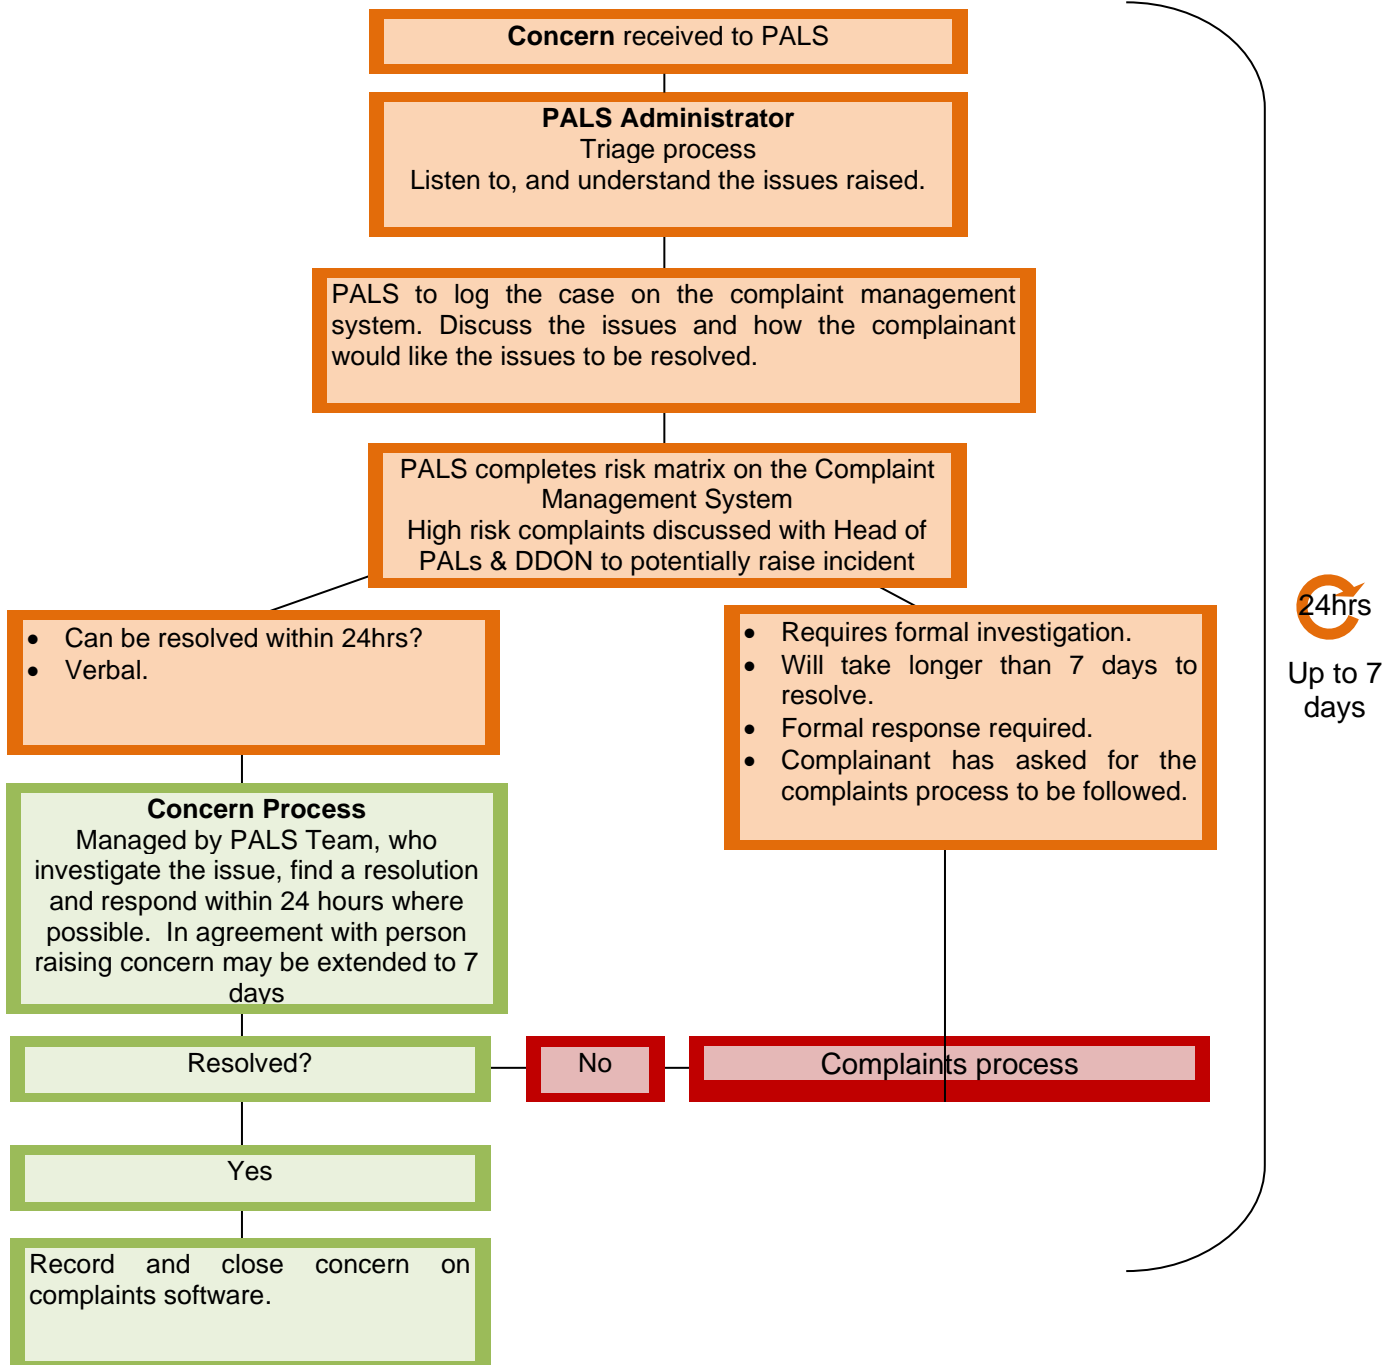 Concern received to PALS
PALS Administrator
Triage process
Listen to, and understand the issues raised.
PALS to log the case on the complaint management
system. Discuss the issues and how the complainant
would like the issues to be resolved.
PALS completes risk matrix on the Complaint
Management System
High risk complaints discussed with Head of
PALs & DDON to potentially raise incident
• Can be resolved within 24hrs?
• Verbal.
• Requires formal investigation.
• Will take longer than 7 days to
resolve.
• Formal response required.
• Complainant has asked for the
complaints process to be followed.
24hrs
Up to 7
days
Concern Process
Managed by PALS Team, who
investigate the issue, find a resolution
and respond within 24 hours where
possible.  In agreement with person
raising concern may be extended to 7
days
Resolved?
No
Complaints process
Yes
Record and close concern on
complaints software.